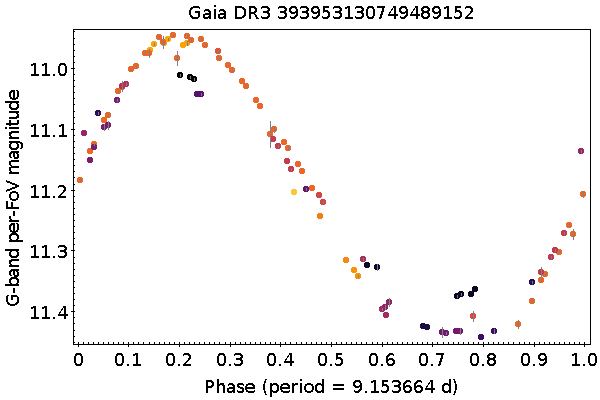 Gaia DR3 393953130749489152
G-band per-FoV magnitude
11.0
11.1
11.2
11.3
11.4
0 0.1 0.2 0.3 0.4 0.5 0.6 0.7 0.8 0.9 1.0
Phase (period = 9.153664 d)